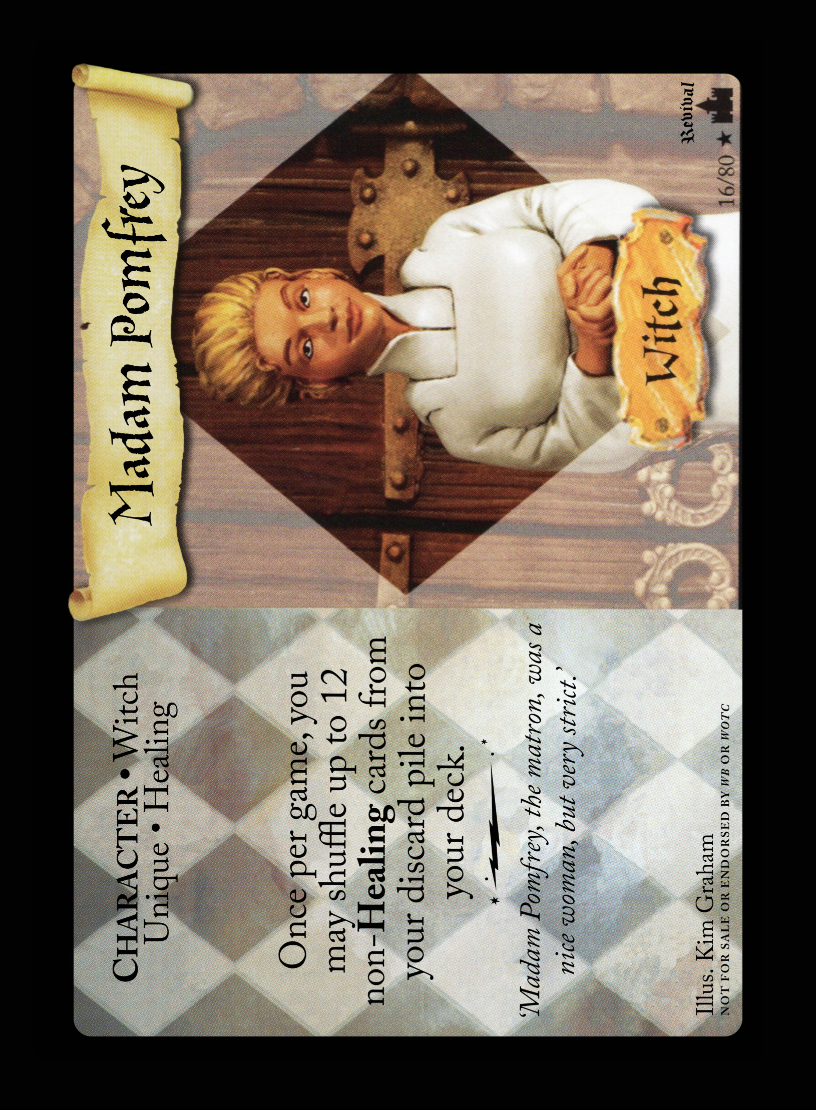 Madam Pomfrey
CHARACTER • Witch
Unique • Healing
Once per game, you
may shuffle up to 12
non-Healing cards from
your discard pile into
your deck.
‘Madam Pomfrey, the matron, was a
nice woman, but very strict.’
Illus. Kim Graham
NOT FOR SALE OR ENDORSED BY WB OR WOTC
Witch
Revival
16/80 ★